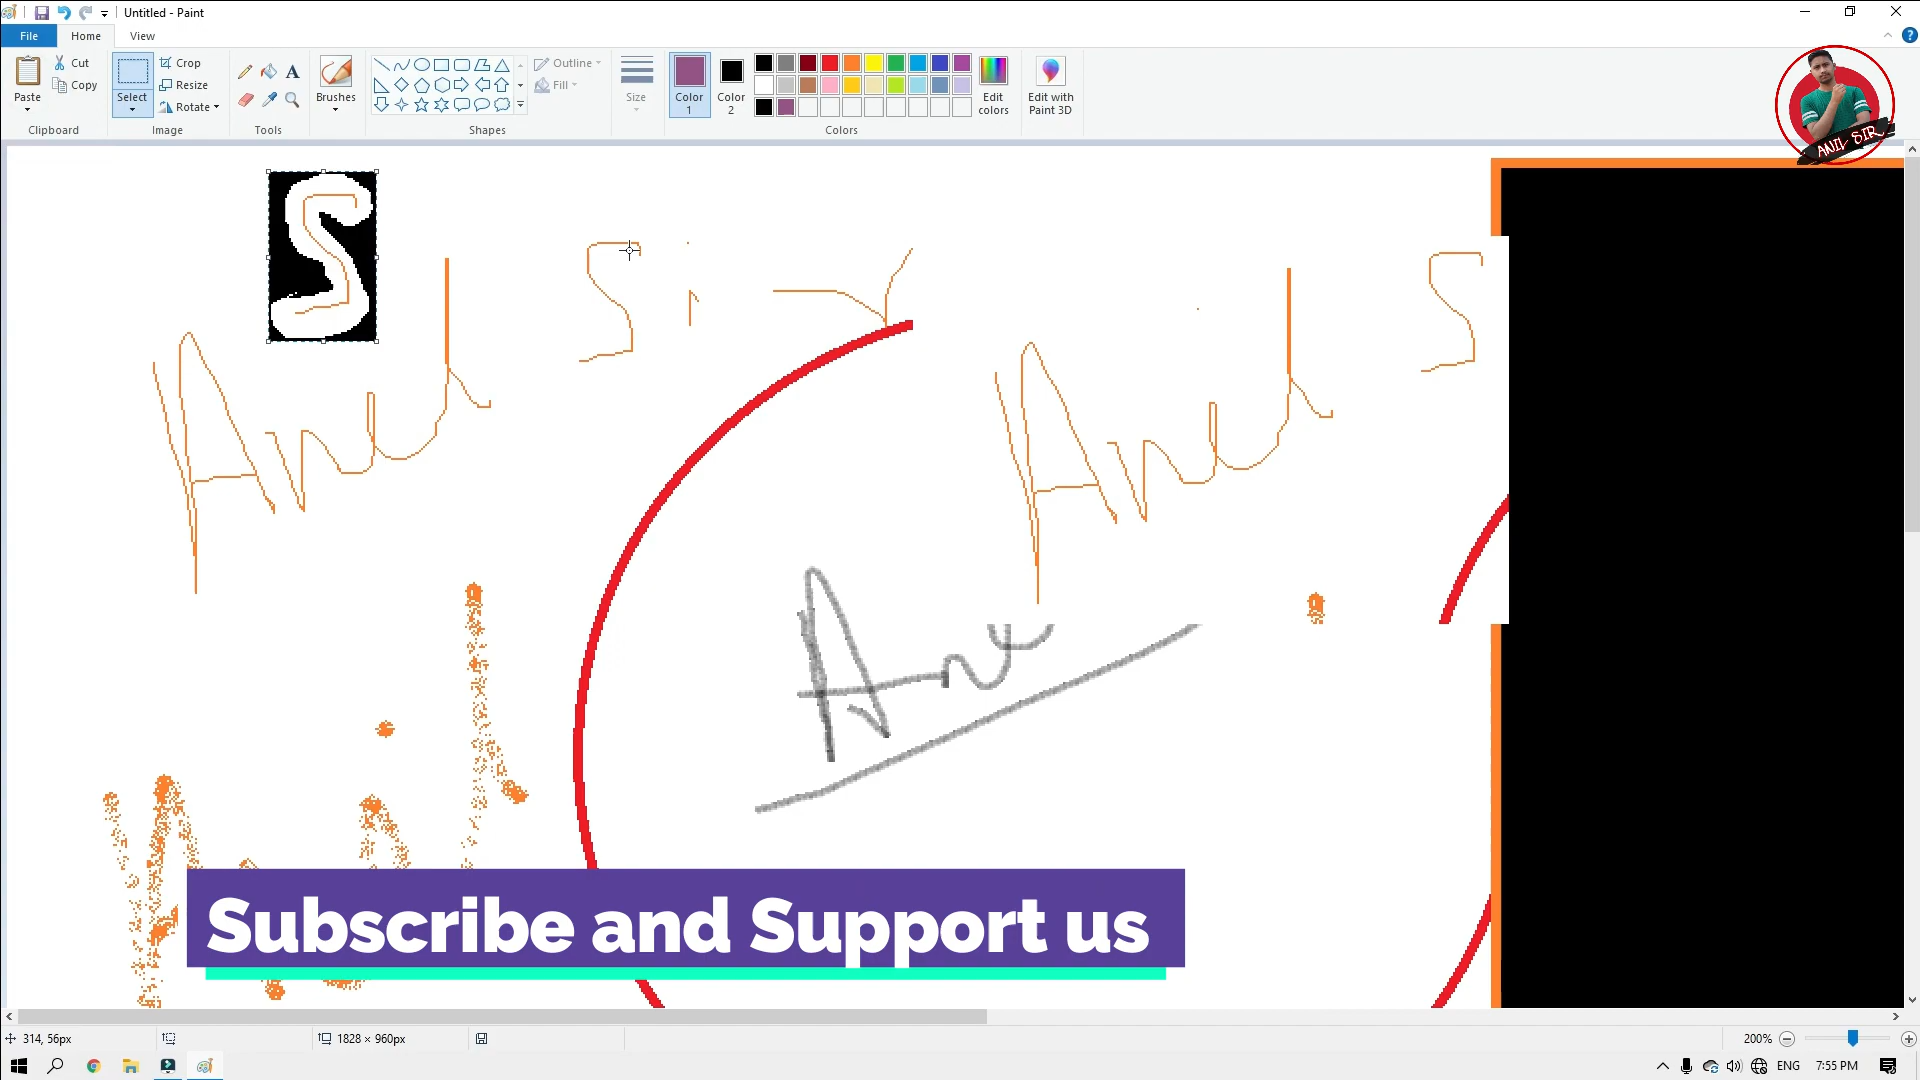 Untitled - Paint
File Home View
Cut
Copy
Paste
Clipboard
Select
Crop
Resize
Rotate
Image
Tools
Brushes
Shapes
Outline
Fill
Size
Color 1
Color 2
Edit colors
Colors
Edit with Paint 3D
ANIL SIR
S
Anil Sir
Anil S
Subscribe and Support us
314, 56px
1828 × 960px
200%
ENG
7:55 PM